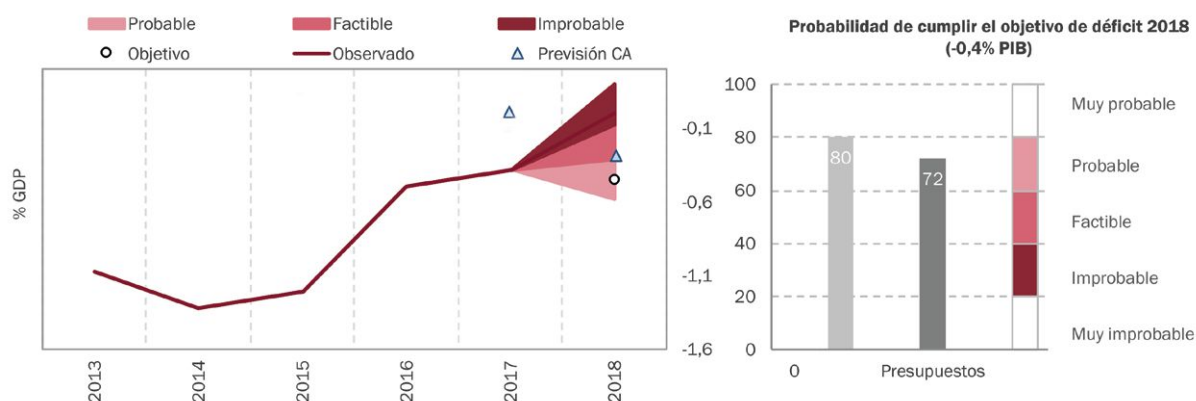 Probable Factible Improbable
Objetivo Observado Previsión CA
% GDP
-0,1
-0,6
-1,1
-1,6
2013 2014 2015 2016 2017 2018
Probabilidad de cumplir el objetivo de déficit 2018
(-0,4% PIB)
100
80
60
40
20
0
80
72
0 Presupuestos
Muy probable
Probable
Factible
Improbable
Muy improbable